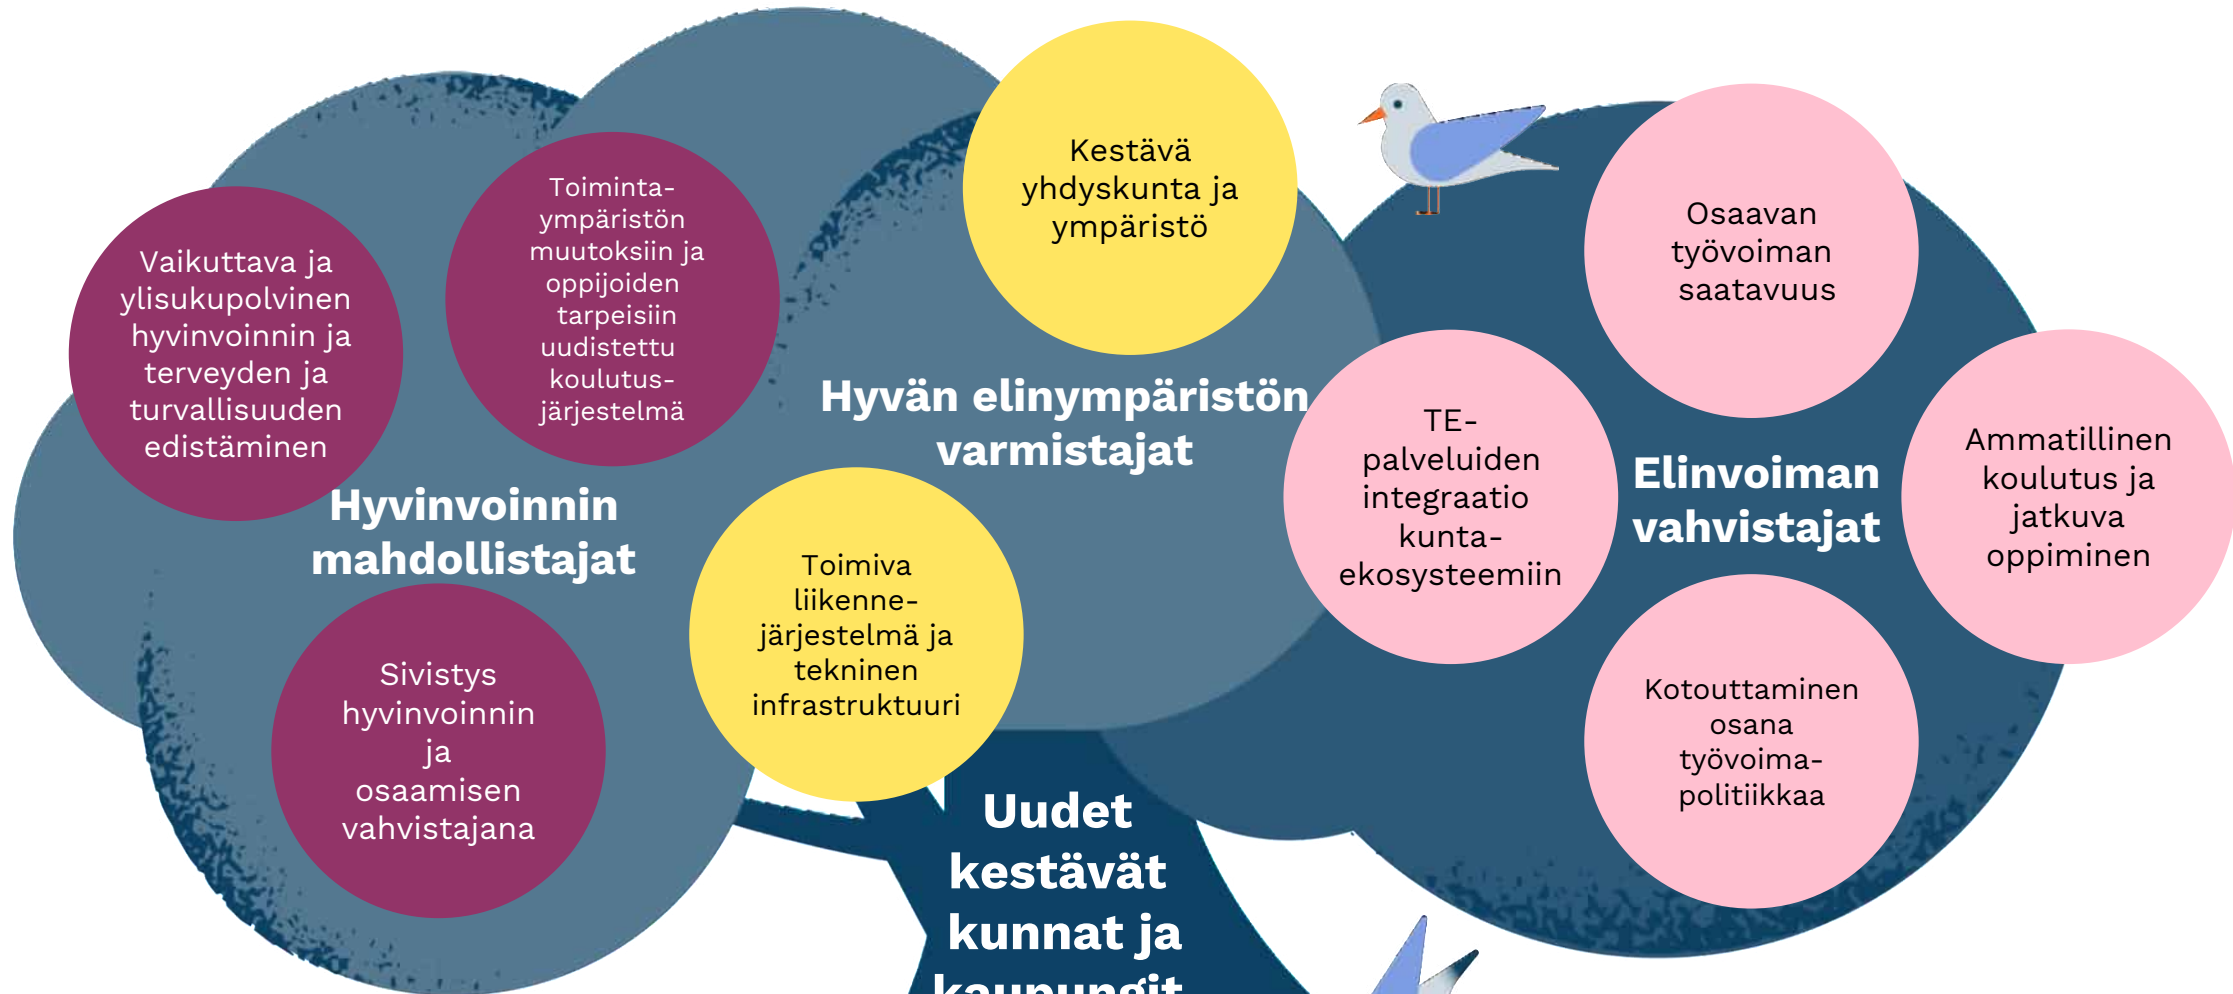 Vaikuttava ja
ylisukupolvinen
hyvinvoinnin ja
terveyden ja
turvallisuuden
edistäminen
Toiminta-
ympäristön
muutoksiin ja
oppijoiden
tarpeisiin
uudistettu
koulutus-
järjestelmä
Hyvinvoinnin
mahdollistajat
Sivistys
hyvinvoinnin
ja
osaamisen
vahvistajana
Kestävä
yhdyskunta ja
ympäristö
Hyvän elinympäristön
varmistajat
Toimiva
liikenne-
järjestelmä ja
tekninen
infrastruktuuri
Osaavan
työvoiman
saatavuus
TE-
palveluiden
integraatio
kunta-
ekosysteemiin
Elinvoiman
vahvistajat
Ammatillinen
koulutus ja
jatkuva
oppiminen
Kotouttaminen
osana
työvoima-
politiikkaa
Uudet
kestävät
kunnat ja
kaupungit